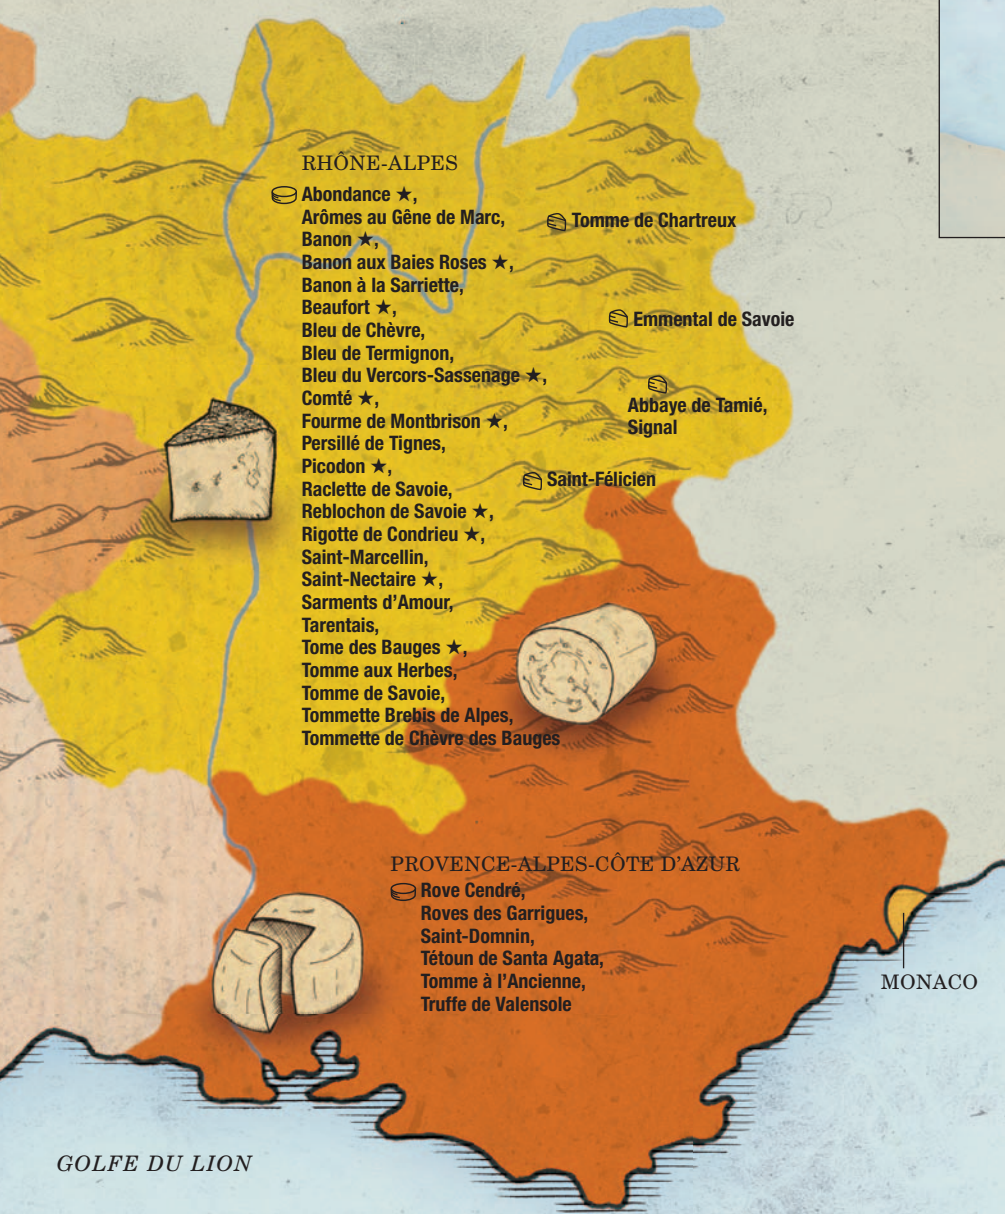 RHÔNE-ALPES
Abondance ★,
Arômes au Gêne de Marc,
Banon ★,
Banon aux Baies Roses ★,
Banon à la Sarriette,
Beaufort ★,
Bleu de Chèvre,
Bleu de Termignon,
Bleu du Vercors-Sassenage ★,
Comté ★,
Fourme de Montbrison ★,
Persillé de Tignes,
Picodon ★,
Raclette de Savoie,
Reblochon de Savoie ★,
Rigotte de Condrieu ★,
Saint-Marcellin,
Saint-Nectaire ★,
Sarments d'Amour,
Tarentais,
Tome des Bauges ★,
Tomme aux Herbes,
Tomme de Savoie,
Tommette Brebis de Alpes,
Tommette de Chèvre des Bauges
Tomme de Chartreux
Emmental de Savoie
Abbaye de Tamié,
Signal
Saint-Félicien
PROVENCE-ALPES-CÔTE D'AZUR
Rove Cendré,
Roves des Garrigues,
Saint-Domnin,
Tétoun de Santa Agata,
Tomme à l'Ancienne,
Truffe de Valensole
MONACO
GOLFE DU LION